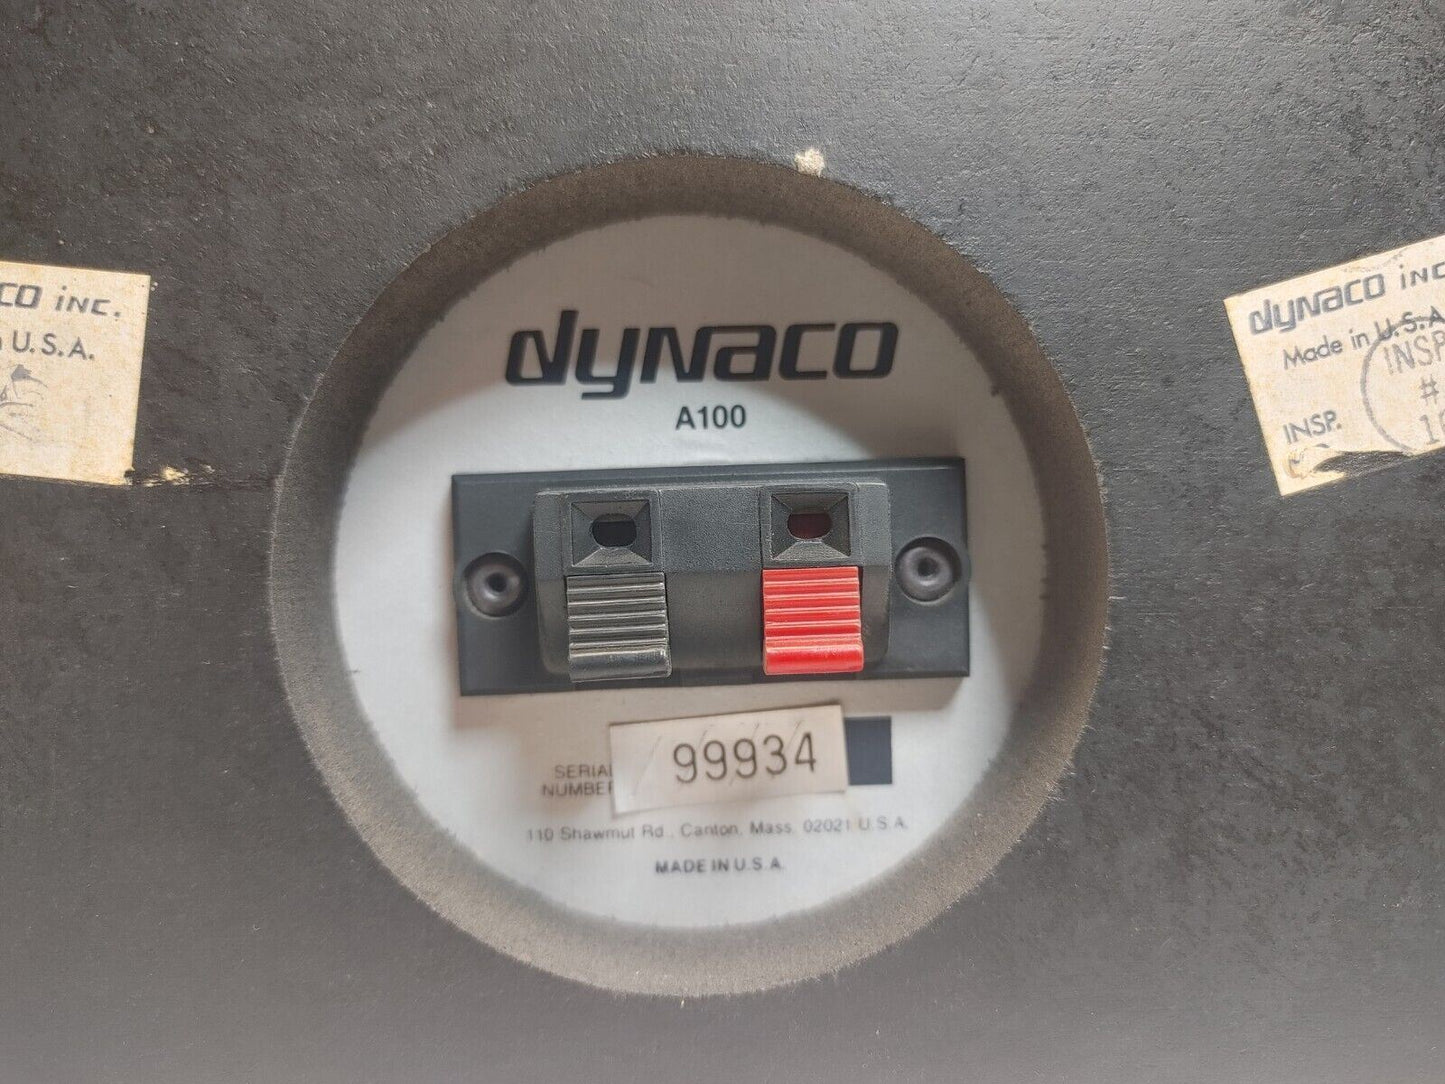 dynaco
A100
CO inc.
U.S.A.
dynaco inc
Made in U.S.A.
INSP
#
INSP.
SERIAL
NUMBER
99934
110 Shawmut Rd., Canton, Mass. 02021 U.S.A.
MADE IN U.S.A.